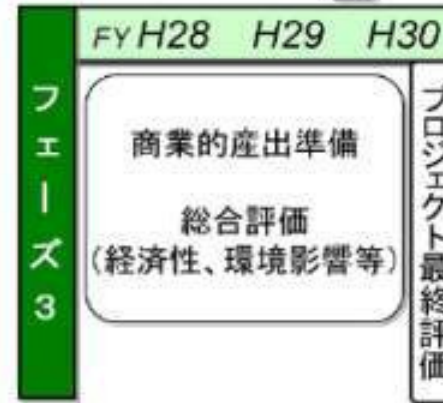 FY H28 H29 H30
フェーズ3
商業的産出準備
総合評価
(経済性、環境影響等)
プロジェクト最終評価